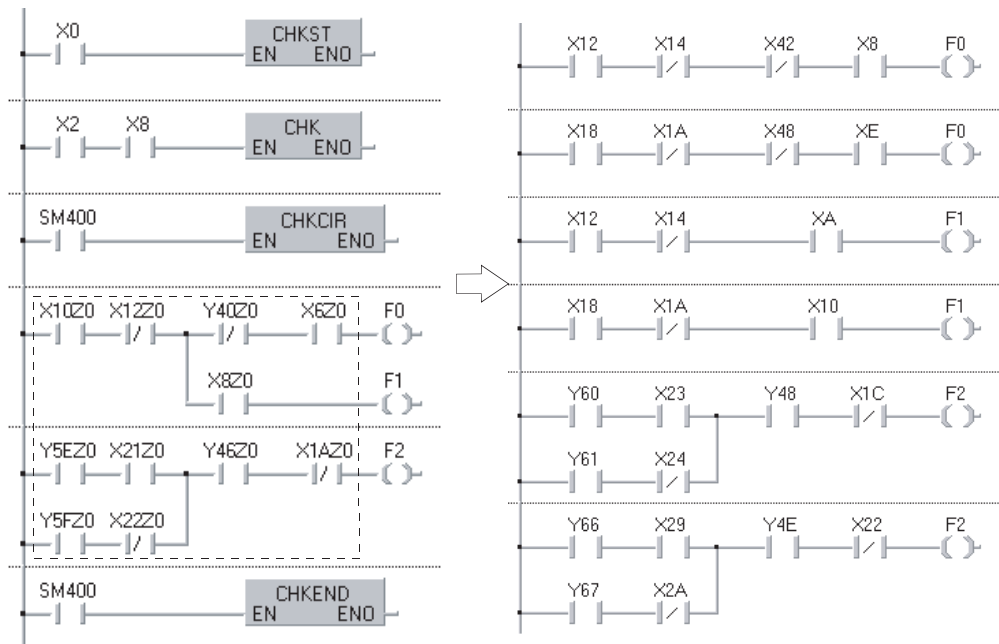 X0
CHKST
EN ENO
X2 X8
CHK
EN ENO
SM400
CHKCIR
EN ENO
X10Z0 X12Z0 Y40Z0 X6Z0 F0
X8Z0 F1
Y5EZ0 X21Z0 Y46Z0 X1AZ0 F2
Y5FZ0 X22Z0
SM400
CHKEND
EN ENO
X12 X14 X42 X8 F0
X18 X1A X48 XE F0
X12 X14 XA F1
X18 X1A X10 F1
Y60 X23 Y48 X1C F2
Y61 X24
Y66 X29 Y4E X22 F2
Y67 X2A